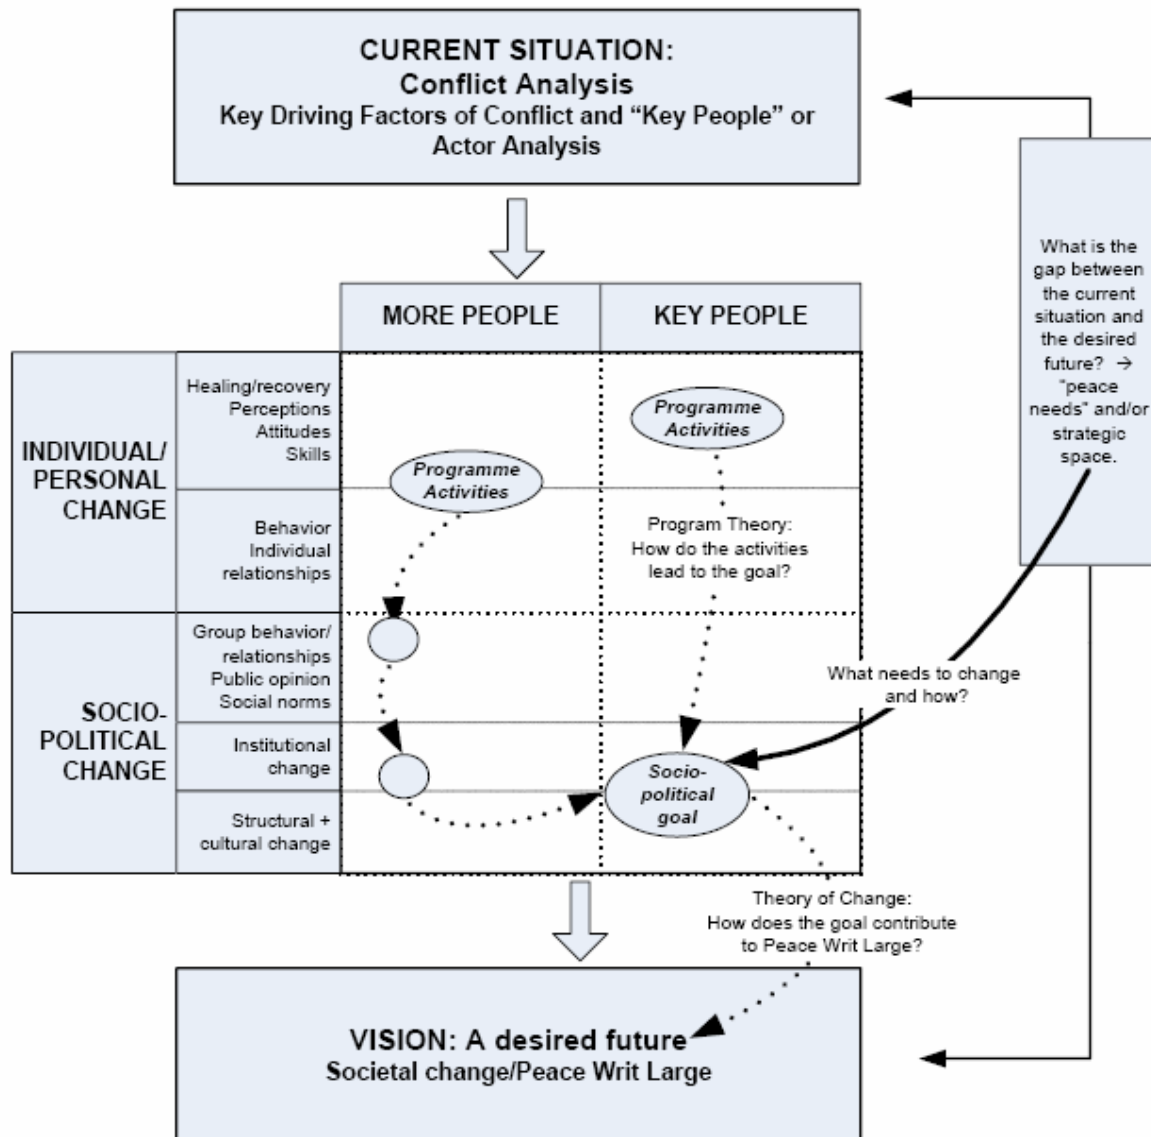 CURRENT SITUATION:
Conflict Analysis
Key Driving Factors of Conflict and “Key People” or
Actor Analysis
What is the
gap between
the current
situation and
the desired
future? →
“peace
needs” and/or
strategic
space.
MORE PEOPLE
KEY PEOPLE
INDIVIDUAL/
PERSONAL
CHANGE
Healing/recovery
Perceptions
Attitudes
Skills
Programme
Activities
Programme
Activities
Behavior
Individual
relationships
Program Theory:
How do the activities
lead to the goal?
SOCIO-
POLITICAL
CHANGE
Group behavior/
relationships
Public opinion
Social norms
What needs to change
and how?
Institutional
change
Socio-
political
goal
Structural +
cultural change
Theory of Change:
How does the goal contribute
to Peace Writ Large?
VISION: A desired future
Societal change/Peace Writ Large